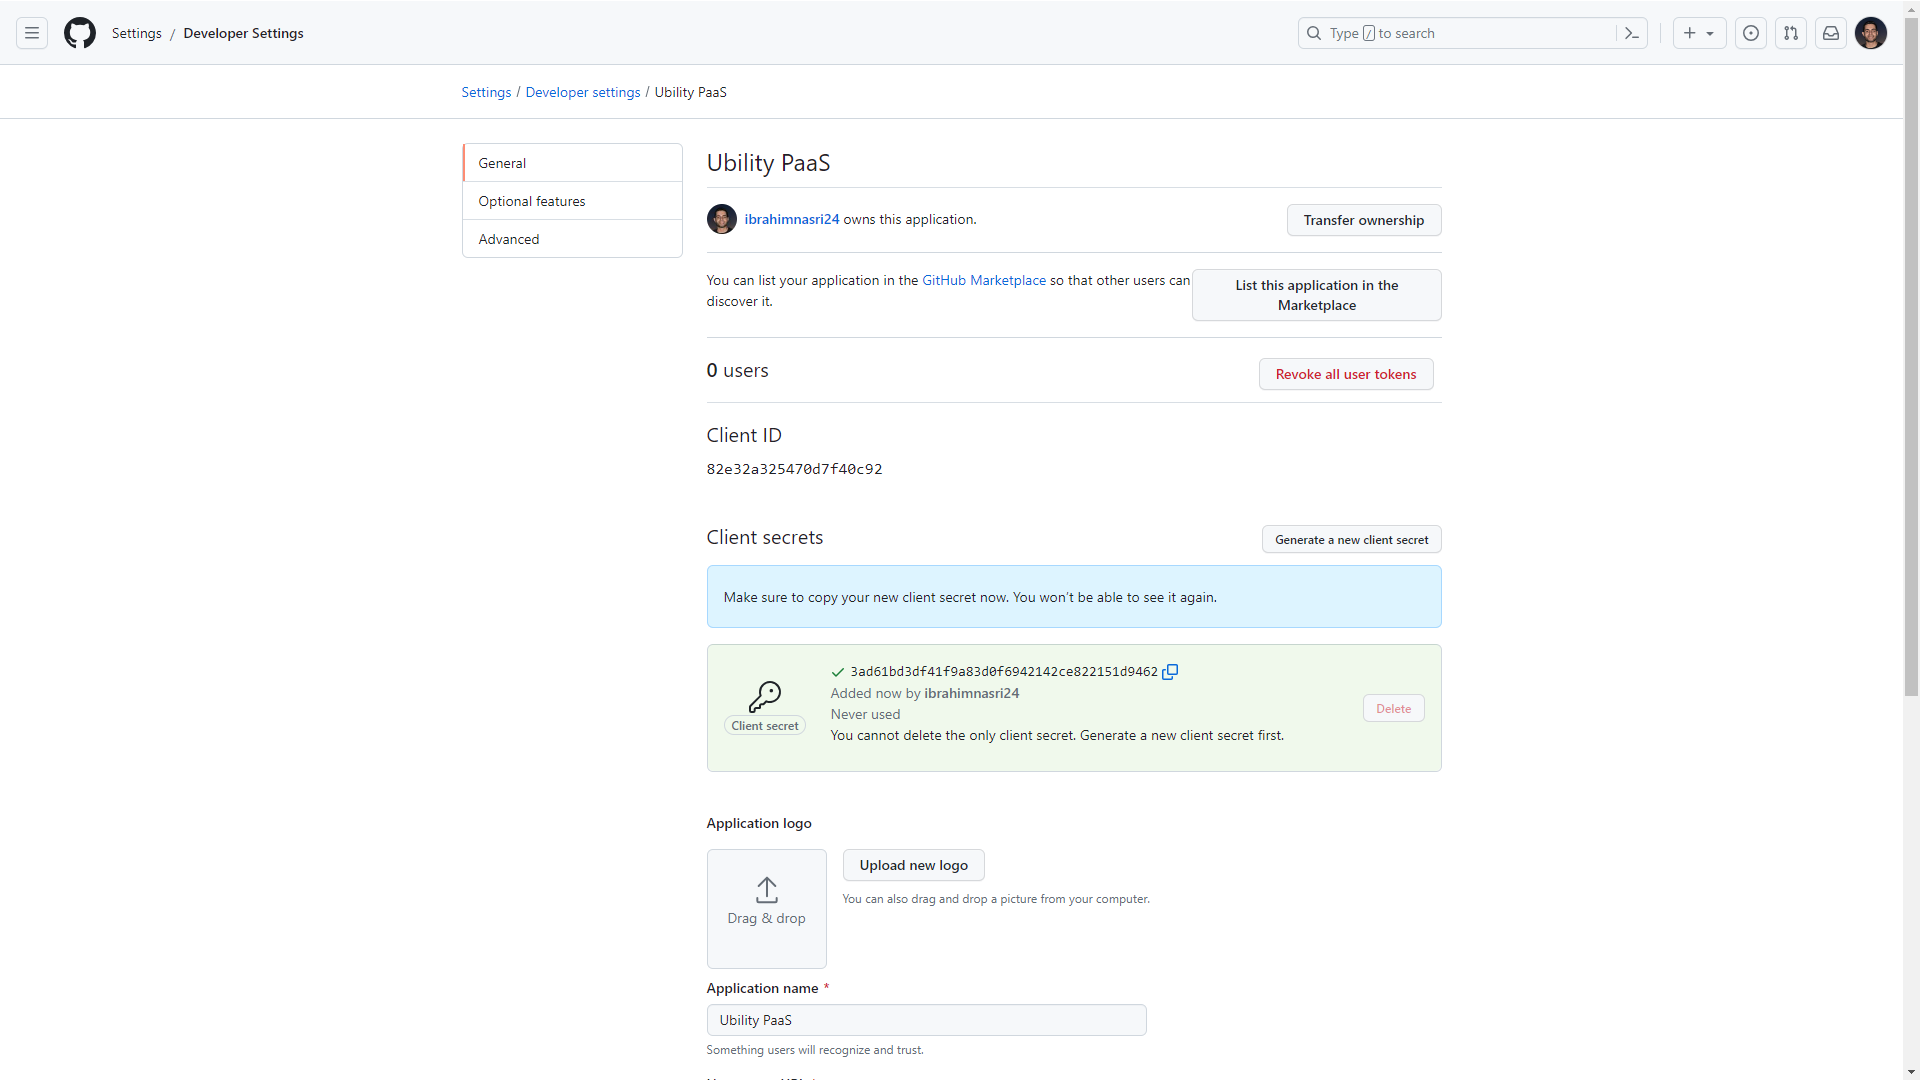 Settings / Developer Settings
Type / to search
Settings / Developer settings / Ubility PaaS
General
Optional features
Advanced
Ubility PaaS
ibrahimnasri24 owns this application.
Transfer ownership
You can list your application in the GitHub Marketplace so that other users can
discover it.
List this application in the
Marketplace
0 users
Revoke all user tokens
Client ID
82e32a325470d7f40c92
Client secrets
Generate a new client secret
Make sure to copy your new client secret now. You won't be able to see it again.
Client secret
3ad61bd3df41f9a83d0f6942142ce822151d9462
Added now by ibrahimnasri24
Never used
You cannot delete the only client secret. Generate a new client secret first.
Delete
Application logo
Drag & drop
Upload new logo
You can also drag and drop a picture from your computer.
Application name *
Ubility PaaS
Something users will recognize and trust.